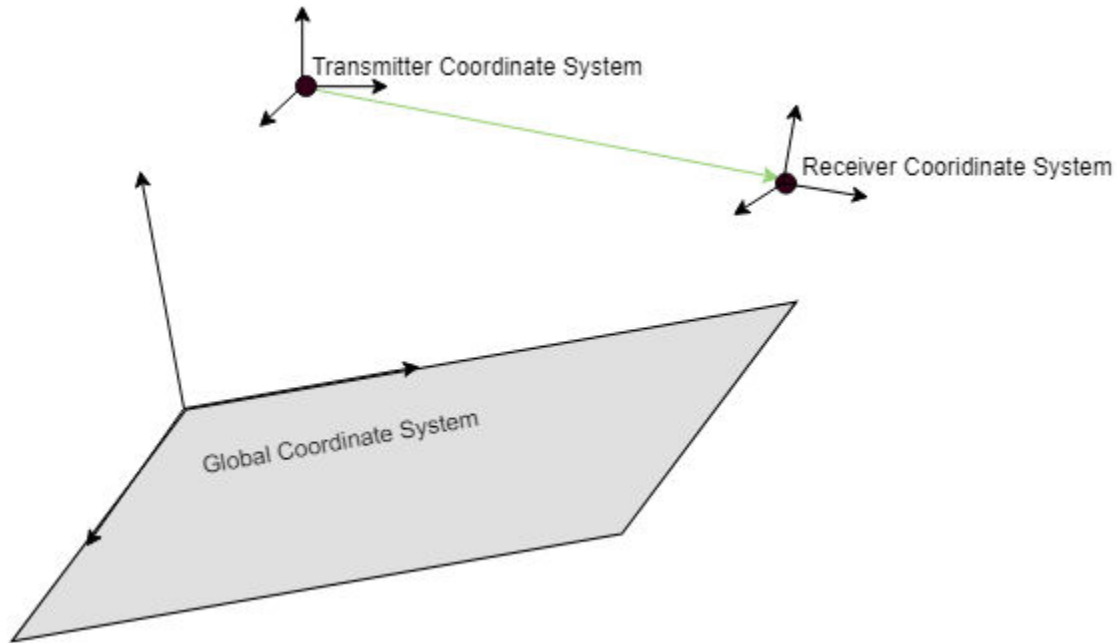 Transmitter Coordinate System
Receiver Cooridinate System
Global Coordinate System